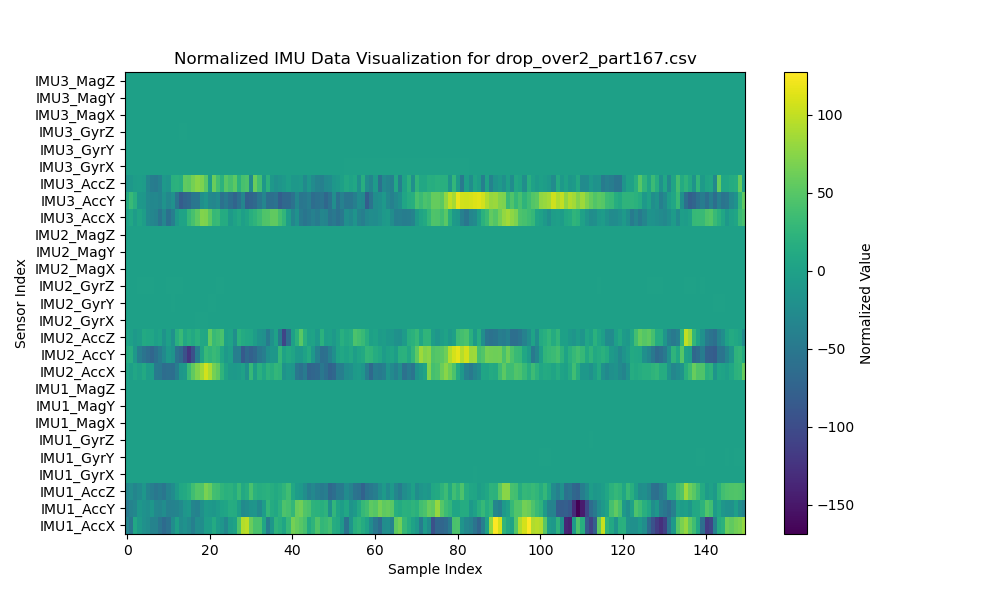 Normalized IMU Data Visualization for drop_over2_part167.csv
IMU3_MagZ
IMU3_MagY
IMU3_MagX
IMU3_GyrZ
IMU3_GyrY
IMU3_GyrX
IMU3_AccZ
IMU3_AccY
IMU3_AccX
IMU2_MagZ
IMU2_MagY
IMU2_MagX
IMU2_GyrZ
IMU2_GyrY
IMU2_GyrX
IMU2_AccZ
IMU2_AccY
IMU2_AccX
IMU1_MagZ
IMU1_MagY
IMU1_MagX
IMU1_GyrZ
IMU1_GyrY
IMU1_GyrX
IMU1_AccZ
IMU1_AccY
IMU1_AccX
Sensor Index
0 20 40 60 80 100 120 140
Sample Index
100
50
0
−50
−100
−150
Normalized Value